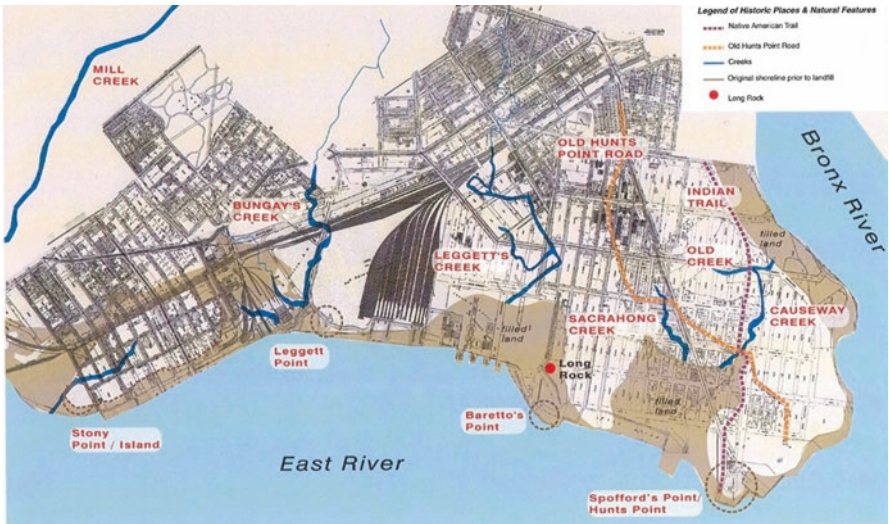 Legend of Historic Places & Natural Features
Native American Trail
Old Hunts Point Road
Creeks
Original shoreline prior to landfill
Long Rock
MILL
CREEK
Bronx River
OLD HUNTS
POINT ROAD
INDIAN
TRAIL
BUNGAY'S
CREEK
filled
land
LEGGETT'S
CREEK
OLD
CREEK
SACRAHONG
CREEK
CAUSEWAY
CREEK
filled
land
Leggett
Point
Long
Rock
filled
land
Baretto's
Point
Stony
Point / Island
East River
Spofford's Point/
Hunts Point